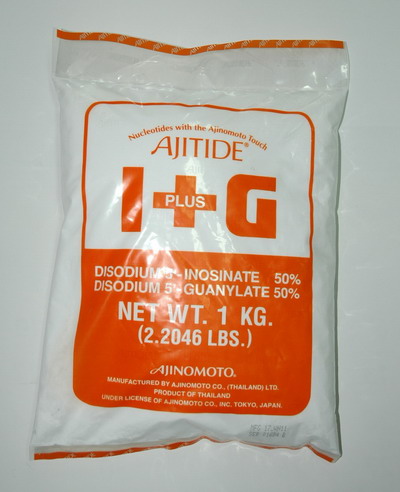 Nucleotides with the Ajinomoto Touch
AJITIDE®
I+G
PLUS
DISODIUM 5'-INOSINATE 50%
DISODIUM 5'-GUANYLATE 50%
NET WT. 1 KG.
(2.2046 LBS.)
AJINOMOTO.
MANUFACTURED BY AJINOMOTO CO., (THAILAND) LTD.
PRODUCT OF THAILAND
UNDER LICENSE OF AJINOMOTO CO., INC. TOKYO, JAPAN.